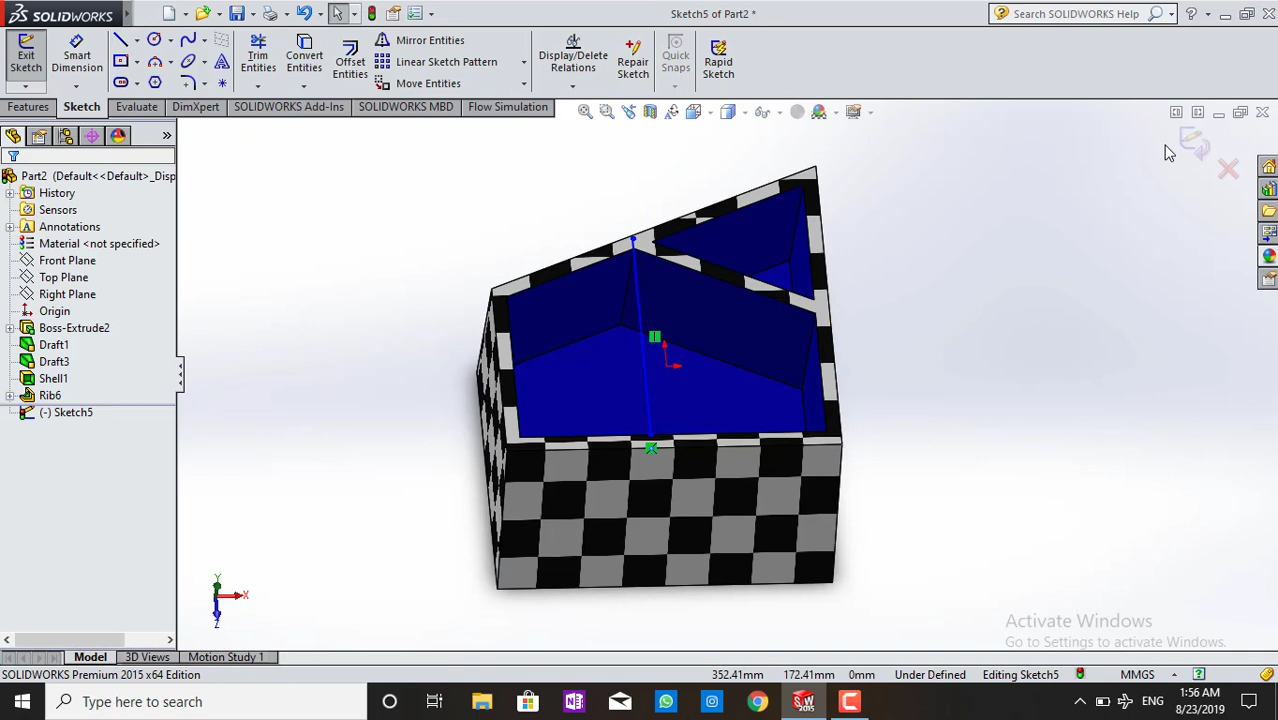 SOLIDWORKS
Sketch5 of Part2 *
Search SOLIDWORKS Help
Exit Sketch
Smart Dimension
Trim Entities
Convert Entities
Offset Entities
Mirror Entities
Linear Sketch Pattern
Move Entities
Display/Delete Relations
Repair Sketch
Quick Snaps
Rapid Sketch
Features
Sketch
Evaluate
DimXpert
SOLIDWORKS Add-Ins
SOLIDWORKS MBD
Flow Simulation
Part2 (Default<<Default>_Disp
History
Sensors
Annotations
Material <not specified>
Front Plane
Top Plane
Right Plane
Origin
Boss-Extrude2
Draft1
Draft3
Shell1
Rib6
(-) Sketch5
Y
X
Z
Activate Windows
Go to Settings to activate Windows.
Model
3D Views
Motion Study 1
SOLIDWORKS Premium 2015 x64 Edition
352.41mm
172.41mm
0mm
Under Defined
Editing Sketch5
MMGS
Type here to search
ENG
1:56 AM
8/23/2019